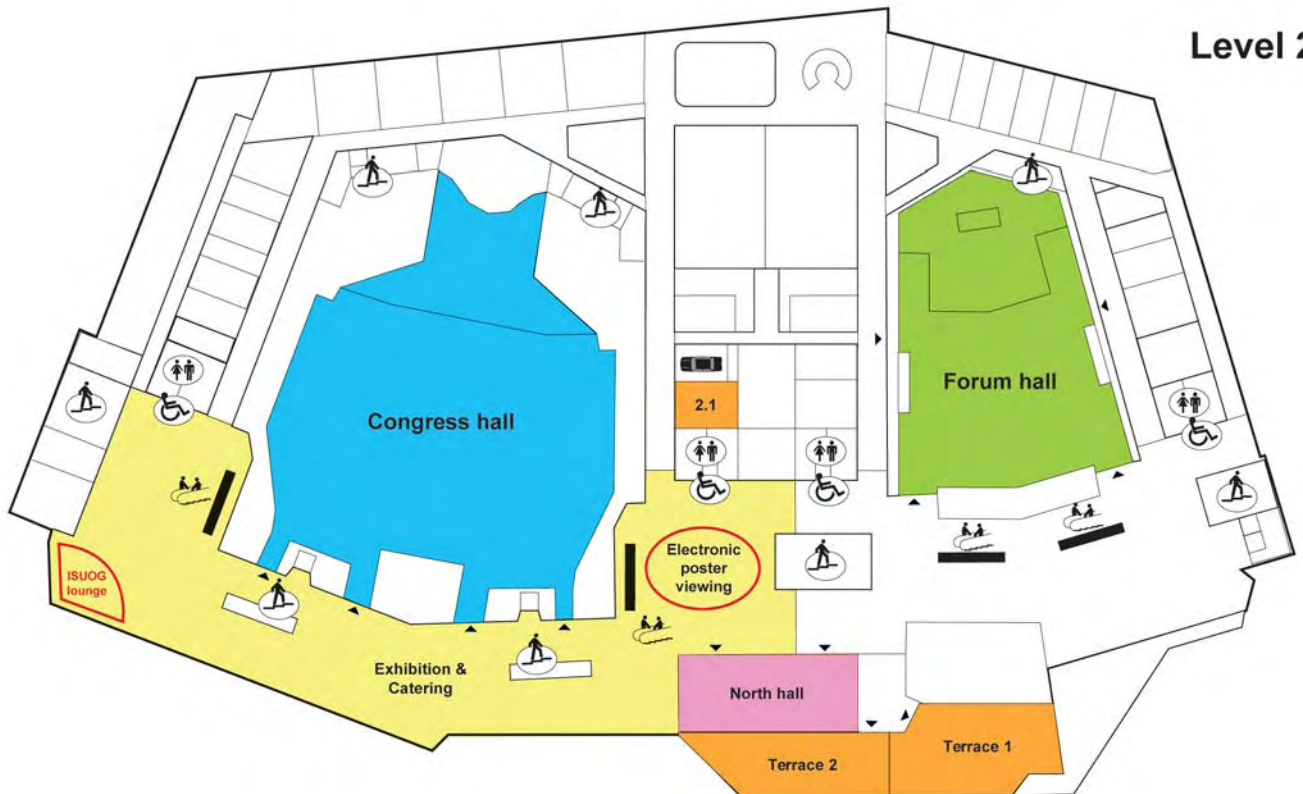 Level 2
Forum hall
2.1
Congress hall
Electronic
poster
viewing
ISUOG
lounge
Exhibition &
Catering
North hall
Terrace 1
Terrace 2